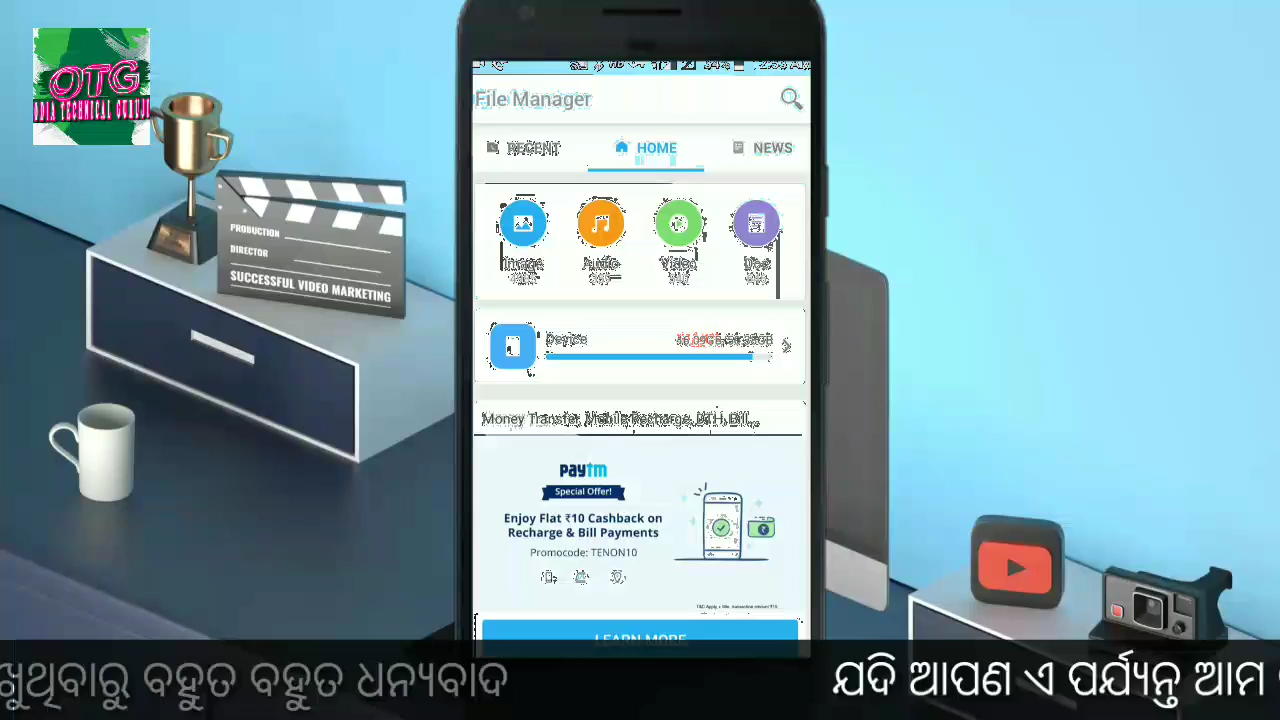 OTG
ODIA TECHNICAL GURUJI
PRODUCTION
DIRECTOR
SUCCESSFUL VIDEO MARKETING
File Manager
RECENT
HOME
NEWS
Image
Audio
Video
Device
Money Transfer, Mobile Recharge, DTH, Bill...
paytm
Special Offer!
Enjoy Flat ₹10 Cashback on
Recharge & Bill Payments
Promocode: TENON10
LEARN MORE
ଖୁଥିବାରୁ ବହୁତ ବହୁତ ଧନ୍ୟବାଦ
ଯଦି ଆପଣ ଏ ପର୍ଯ୍ୟନ୍ତ ଆମ